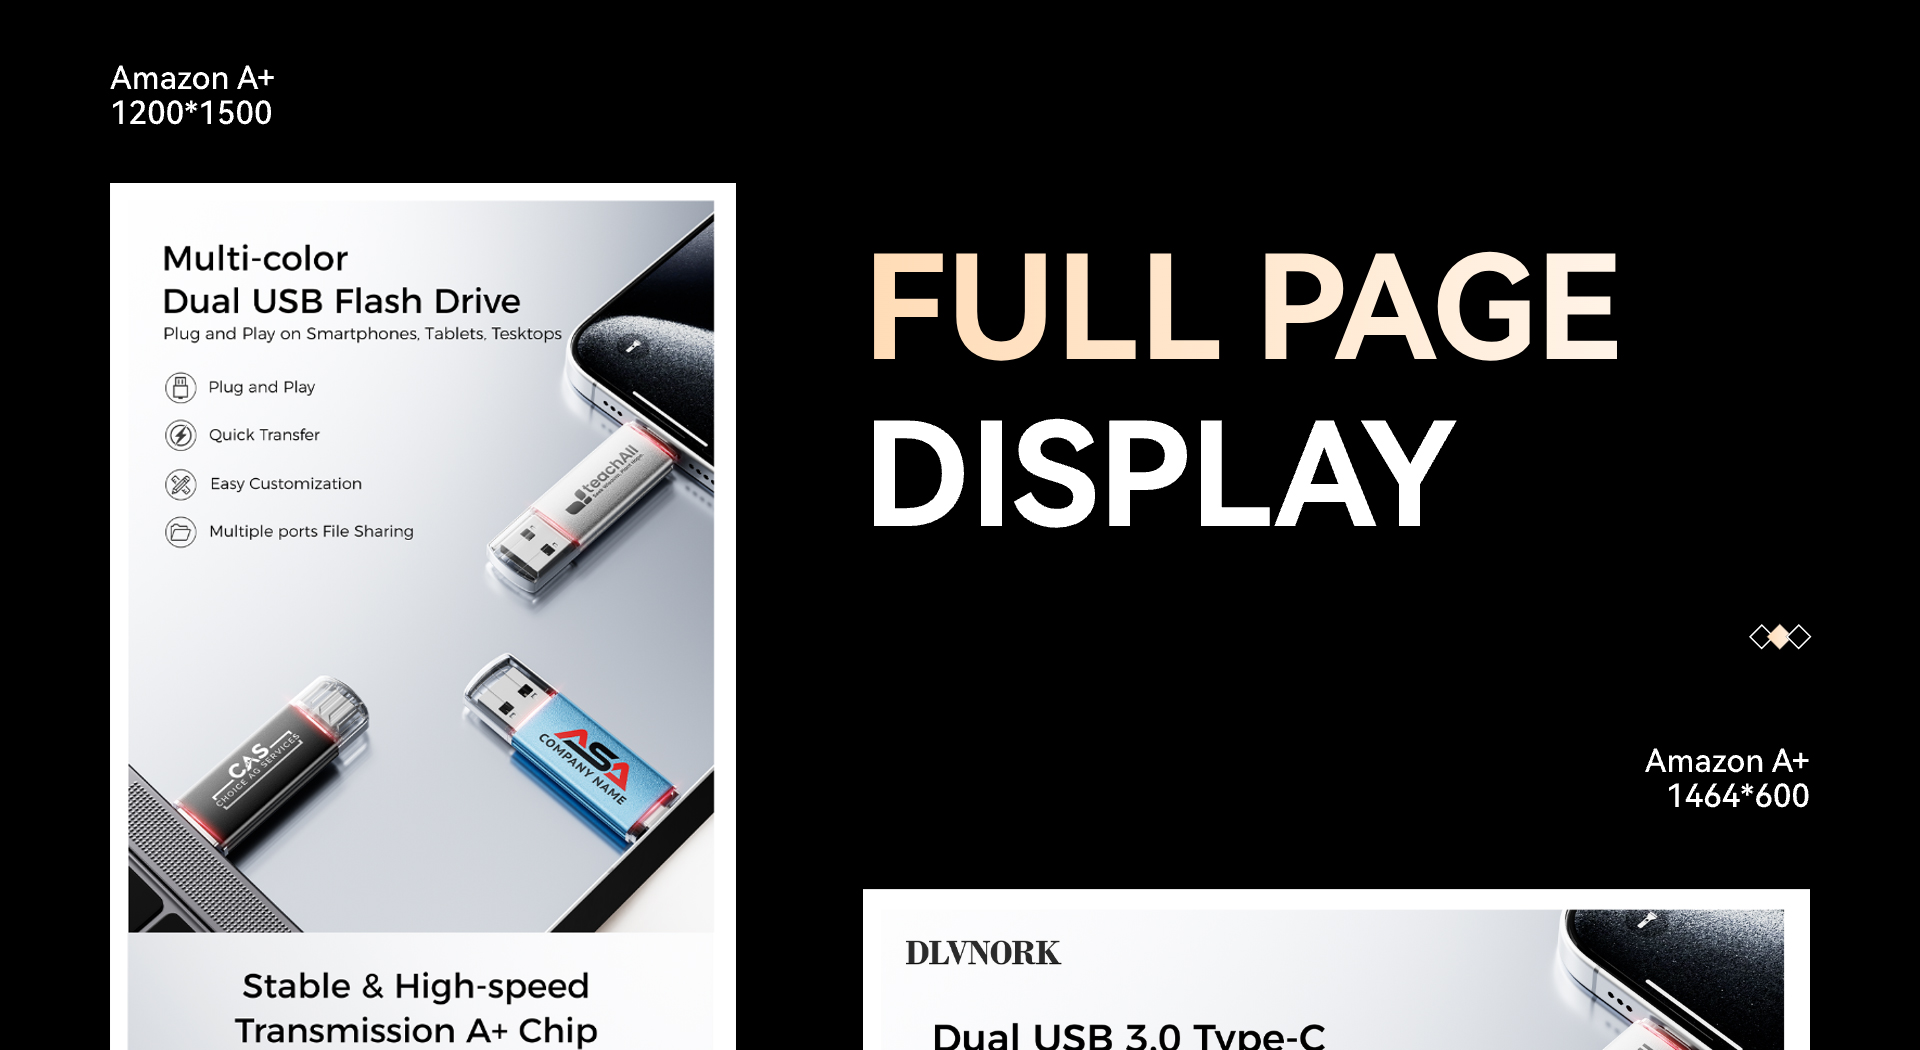 Amazon A+
1200*1500
Multi-color
Dual USB Flash Drive
Plug and Play on Smartphones, Tablets, Tesktops
Plug and Play
Quick Transfer
Easy Customization
Multiple ports File Sharing
teachAll
CAS
CHOICE AG SERVICES
ASA
COMPANY NAME
Stable & High-speed
Transmission A+ Chip
FULL PAGE
DISPLAY
Amazon A+
1464*600
DLVNORK
Dual USB 3.0 Type-C